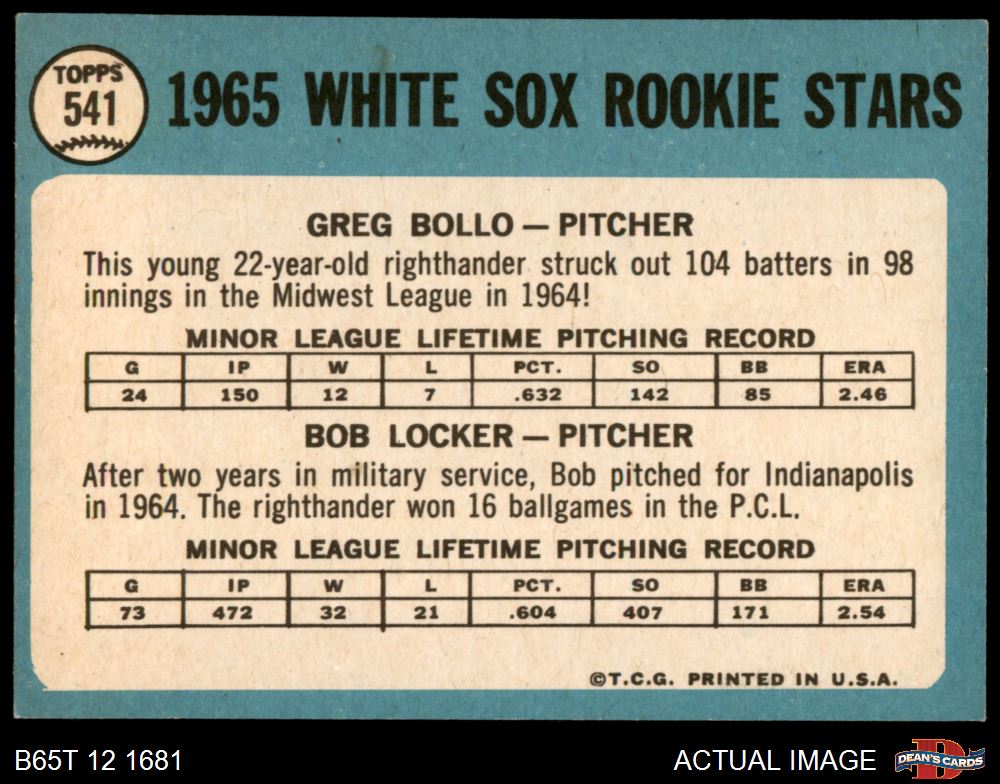 TOPPS
541
1965 WHITE SOX ROOKIE STARS
GREG BOLLO — PITCHER
This young 22-year-old righthander struck out 104 batters in 98
innings in the Midwest League in 1964!
MINOR LEAGUE LIFETIME PITCHING RECORD
G IP W L PCT. SO BB ERA
24 150 12 7 .632 142 85 2.46
BOB LOCKER — PITCHER
After two years in military service, Bob pitched for Indianapolis
in 1964. The righthander won 16 ballgames in the P.C.L.
MINOR LEAGUE LIFETIME PITCHING RECORD
G IP W L PCT. SO BB ERA
73 472 32 21 .604 407 171 2.54
©T.C.G. PRINTED IN U.S.A.
B65T 12 1681 ACTUAL IMAGE
DEAN'S CARDS